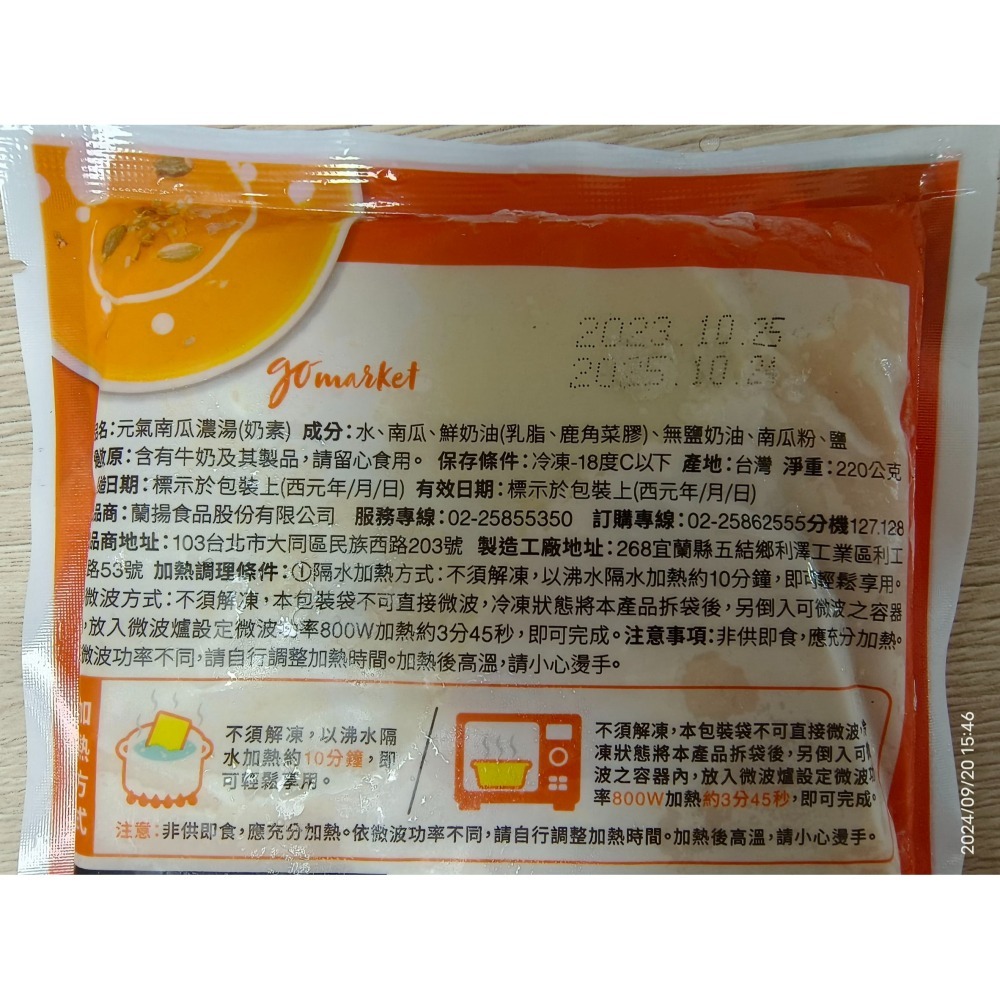 2023.10.25
2025.10.24
gomarket
名:元氣南瓜濃湯(奶素) 成分:水、南瓜、鮮奶油(乳脂、鹿角菜膠)、無鹽奶油、南瓜粉、鹽
敏原:含有牛奶及其製品,請留心食用。 保存條件:冷凍-18度C以下 產地:台灣 淨重:220公克
造日期:標示於包裝上(西元年/月/日) 有效日期:標示於包裝上(西元年/月/日)
品商:蘭揚食品股份有限公司 服務專線:02-25855350 訂購專線:02-25862555分機127.128
品商地址:103台北市大同區民族西路203號 製造工廠地址:268宜蘭縣五結鄉利澤工業區利工
路53號 加熱調理條件:①隔水加熱方式:不須解凍,以沸水隔水加熱約10分鐘,即可輕鬆享用。
微波方式:不須解凍,本包裝袋不可直接微波,冷凍狀態將本產品拆袋後,另倒入可微波之容器
,放入微波爐設定微波功率800W加熱約3分45秒,即可完成。注意事項:非供即食,應充分加熱。
微波功率不同,請自行調整加熱時間。加熱後高溫,請小心燙手。
加熱方式
不須解凍,以沸水隔
水加熱約10分鐘,即
可輕鬆享用。
不須解凍,本包裝袋不可直接微波,
凍狀態將本產品拆袋後,另倒入可
波之容器內,放入微波爐設定微波功
率800W加熱約3分45秒,即可完成。
注意:非供即食,應充分加熱。依微波功率不同,請自行調整加熱時間。加熱後高溫,請小心燙手。
2024/09/20 15:46